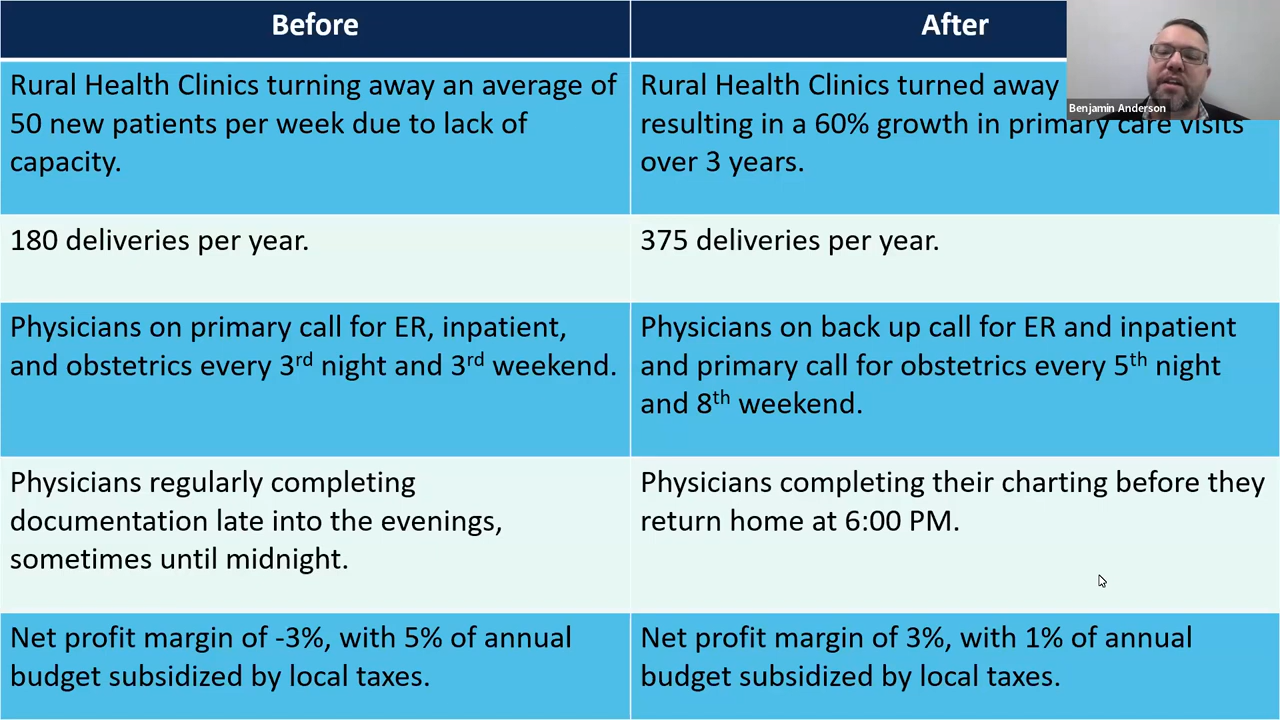 Before
After
Benjamin Anderson
Rural Health Clinics turning away an average of
50 new patients per week due to lack of
capacity.
Rural Health Clinics turned away
resulting in a 60% growth in primary care visits
over 3 years.
180 deliveries per year.
375 deliveries per year.
Physicians on primary call for ER, inpatient,
and obstetrics every 3rd night and 3rd weekend.
Physicians on back up call for ER and inpatient
and primary call for obstetrics every 5th night
and 8th weekend.
Physicians regularly completing
documentation late into the evenings,
sometimes until midnight.
Physicians completing their charting before they
return home at 6:00 PM.
Net profit margin of -3%, with 5% of annual
budget subsidized by local taxes.
Net profit margin of 3%, with 1% of annual
budget subsidized by local taxes.